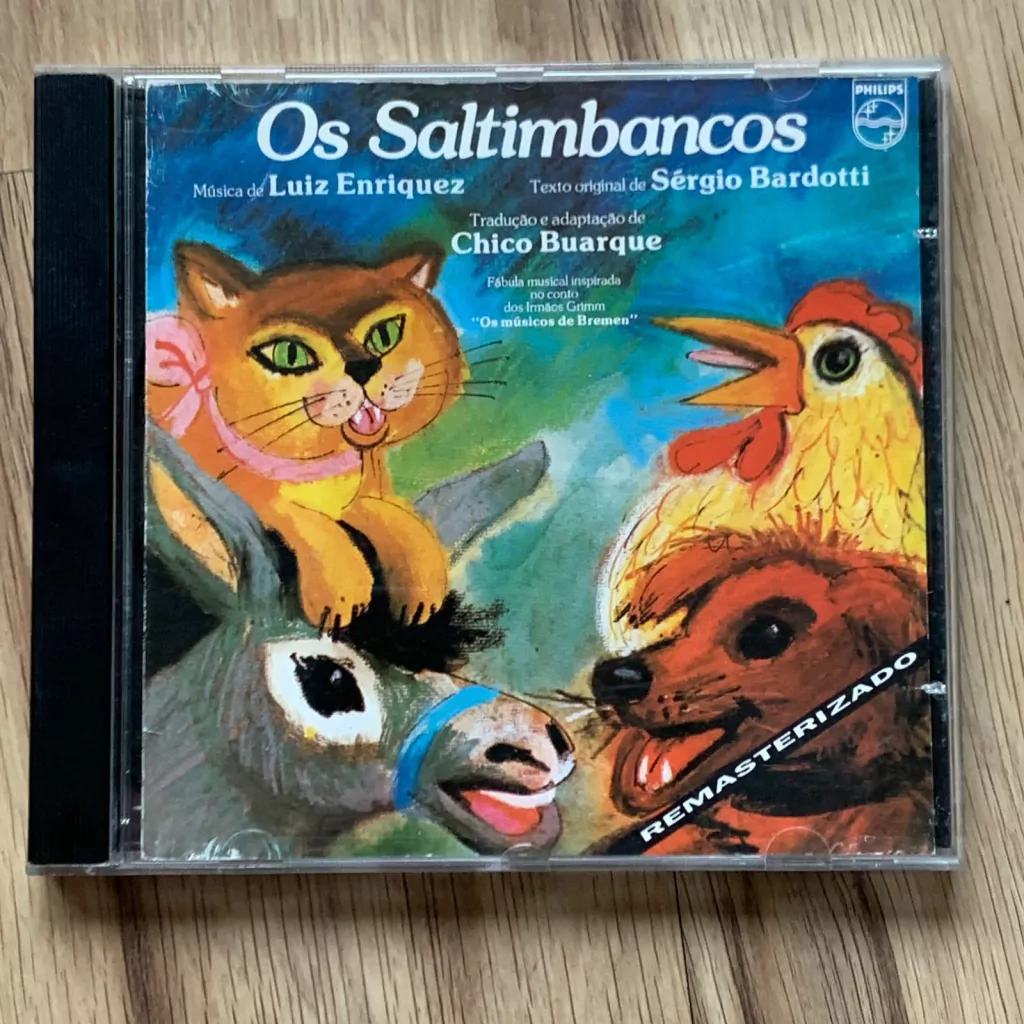 Os Saltimbancos
PHILIPS
Música de Luiz Enriquez
Texto original de Sérgio Bardotti
Tradução e adaptação de
Chico Buarque
Fábula musical inspirada
no conto
dos Irmãos Grimm
"Os músicos de Bremen"
REMASTERIZADO